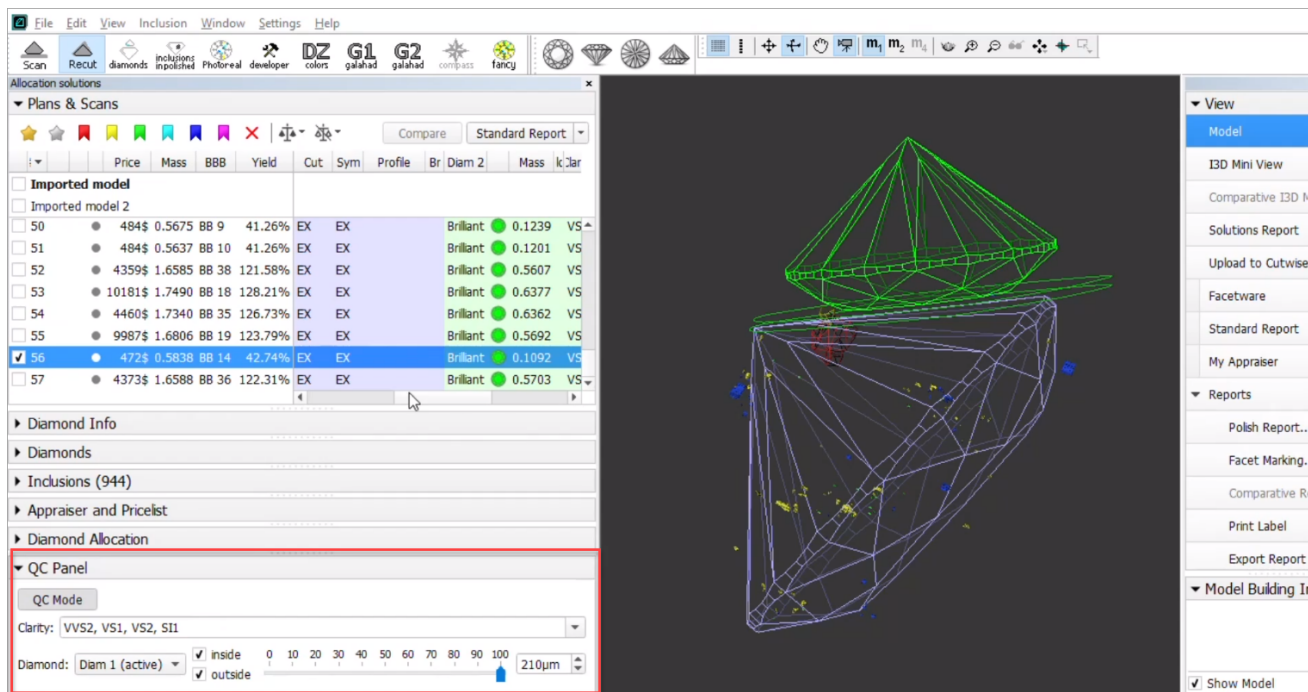 File Edit View Inclusion Window Settings Help
Scan Recut diamonds inclusions inpolished Photoreal developer DZ colors G1 galahad G2 galahad compass fancy m1 m2 m4
Allocation solutions
Plans & Scans
Compare Standard Report
Price Mass BBB Yield Cut Sym Profile Br Diam 2 Mass
Imported model
Imported model 2
50 484$ 0.5675 BB 9 41.26% EX EX Brilliant 0.1239 VS
51 484$ 0.5637 BB 10 41.26% EX EX Brilliant 0.1201 VS
52 4359$ 1.6585 BB 38 121.58% EX EX Brilliant 0.5607 VS
53 10181$ 1.7490 BB 18 128.21% EX EX Brilliant 0.6377 VS
54 4460$ 1.7340 BB 35 126.73% EX EX Brilliant 0.6362 VS
55 9987$ 1.6806 BB 19 123.79% EX EX Brilliant 0.5692 VS
56 472$ 0.5838 BB 14 42.74% EX EX Brilliant 0.1092 VS
57 4373$ 1.6588 BB 36 122.31% EX EX Brilliant 0.5703 VS
Diamond Info
Diamonds
Inclusions (944)
Appraiser and Pricelist
Diamond Allocation
QC Panel
QC Mode
Clarity: VVS2, VS1, VS2, SI1
Diamond: Diam 1 (active) inside 0 10 20 30 40 50 60 70 80 90 100 210µm
outside
View
Model
I3D Mini View
Comparative I3D
Solutions Report
Upload to Cutwise
Facetware
Standard Report
My Appraiser
Reports
Polish Report...
Facet Marking.
Comparative
Print Label
Export Report
Model Building
Show Model